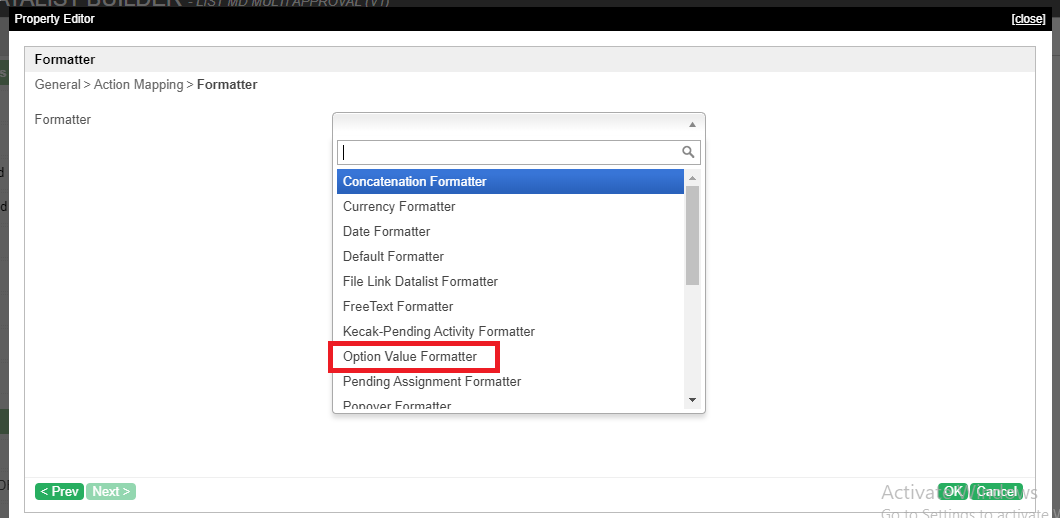 ATALIST BUILDER - LIST MD MULTI APPROVAL (V1)
Property Editor [close]
Formatter
General > Action Mapping > Formatter
Formatter
Concatenation Formatter
Currency Formatter
Date Formatter
Default Formatter
File Link Datalist Formatter
FreeText Formatter
Kecak-Pending Activity Formatter
Option Value Formatter
Pending Assignment Formatter
Popover Formatter
< Prev Next > OK Cancel
Activate Windows
Go to Settings to activate